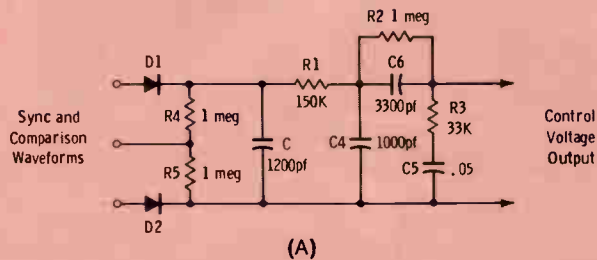 R2 1 meg
D1
R1
C6
150K
3300pf
R3
33K
Sync and
Comparison
Waveforms
R4
1 meg
C
1200pf
C4
1000pf
Control
Voltage
Output
R5
1 meg
C5
.05
D2
(A)